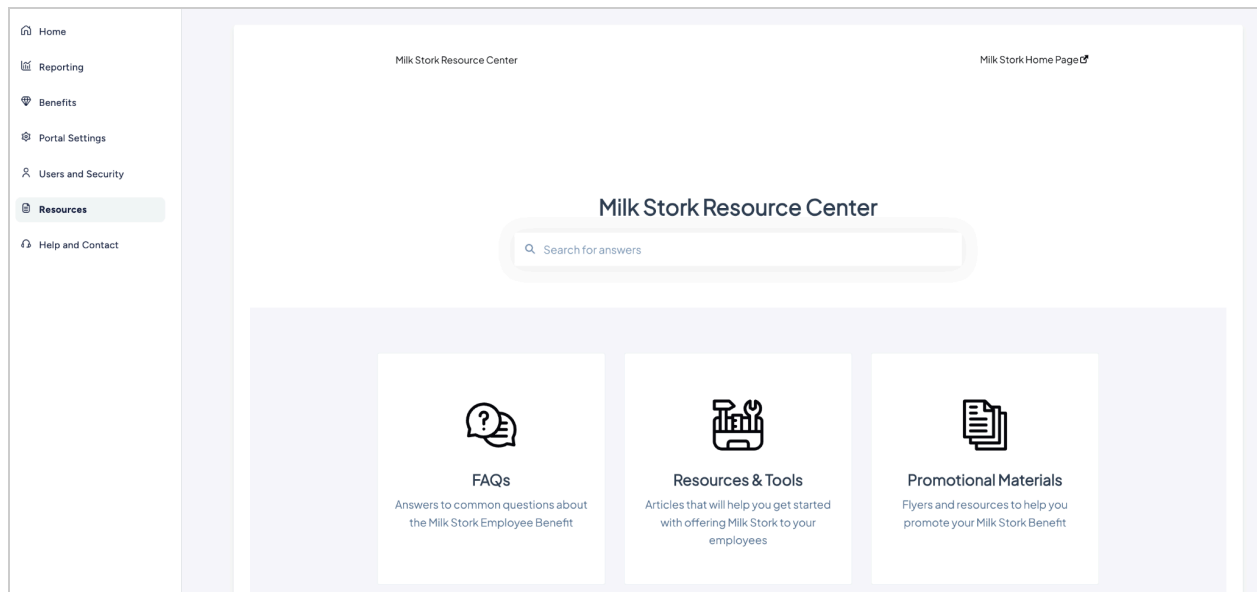 Home
Reporting
Benefits
Portal Settings
Users and Security
Resources
Help and Contact
Milk Stork Resource Center
Milk Stork Home Page
Milk Stork Resource Center
Search for answers
FAQs
Answers to common questions about
the Milk Stork Employee Benefit
Resources & Tools
Articles that will help you get started
with offering Milk Stork to your
employees
Promotional Materials
Flyers and resources to help you
promote your Milk Stork Benefit